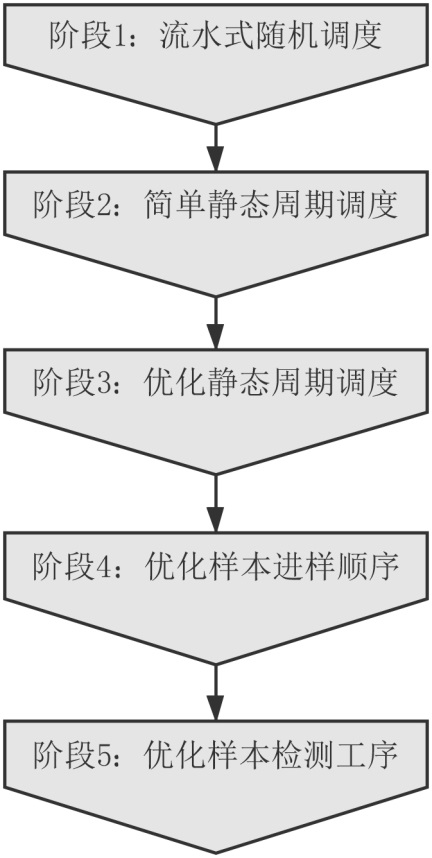 阶段1：流水式随机调度
阶段2：简单静态周期调度
阶段3：优化静态周期调度
阶段4：优化样本进样顺序
阶段5：优化样本检测工序